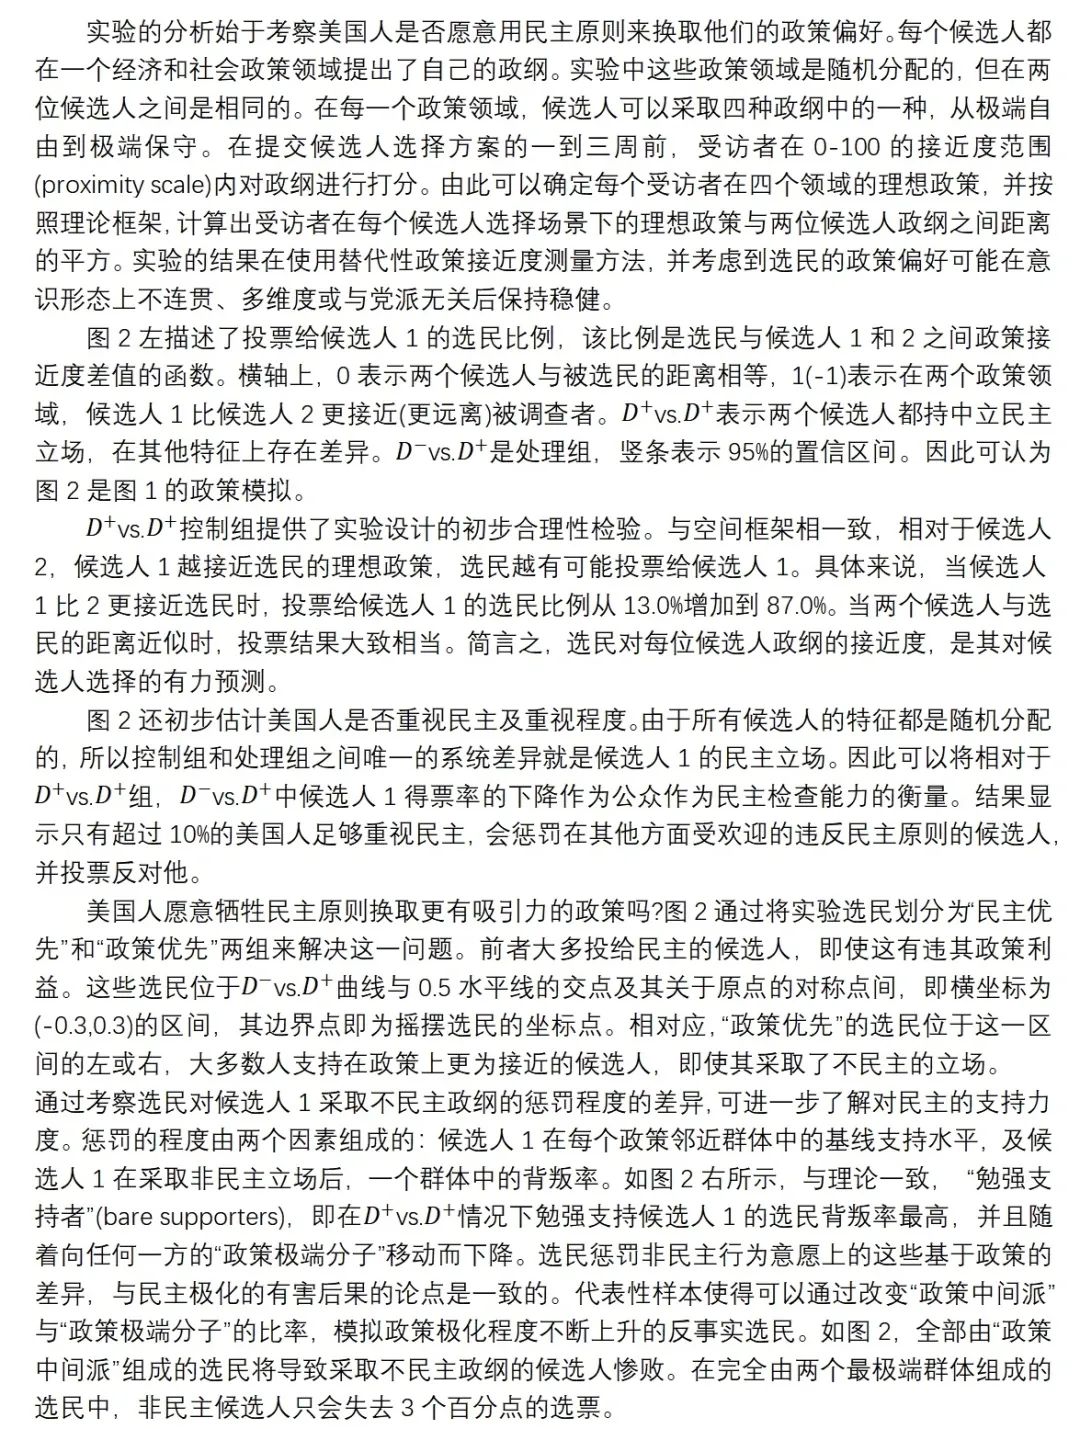 实验的分析始于考察美国人是否愿意用民主原则来换取他们的政策偏好。每个候选人都
在一个经济和社会政策领域提出了自己的政纲。实验中这些政策领域是随机分配的，但在两
位候选人之间是相同的。在每一个政策领域，候选人可以采取四种政纲中的一种，从极端自
由到极端保守。在提交候选人选择方案的一到三周前，受访者在 0-100 的接近度范围
(proximity scale)内对政纲进行打分。由此可以确定每个受访者在四个领域的理想政策，并按
照理论框架，计算出受访者在每个候选人选择场景下的理想政策与两位候选人政纲之间距离
的平方。实验的结果在使用替代性政策接近度测量方法，并考虑到选民的政策偏好可能在意
识形态上不连贯、多维度或与党派无关后保持稳健。
图 2 左描述了投票给候选人 1 的选民比例，该比例是选民与候选人 1 和 2 之间政策接
近度差值的函数。横轴上，0 表示两个候选人与被选民的距离相等，1(-1)表示在两个政策领
域，候选人 1 比候选人 2 更接近(更远离)被调查者。D⁺vs.D⁺表示两个候选人都持中立民主
立场，在其他特征上存在差异。D⁻vs.D⁺是处理组，竖条表示 95%的置信区间。因此可认为
图 2 是图 1 的政策模拟。
D⁺vs.D⁺控制组提供了实验设计的初步合理性检验。与空间框架相一致，相对于候选人
2，候选人 1 越接近选民的理想政策，选民越有可能投票给候选人 1。具体来说，当候选人
1 比 2 更接近选民时，投票给候选人 1 的选民比例从 13.0%增加到 87.0%。当两个候选人与选
民的距离近似时，投票结果大致相当。简言之，选民对每位候选人政纲的接近度，是其对候
选人选择的有力预测。
图 2 还初步估计美国人是否重视民主及重视程度。由于所有候选人的特征都是随机分配
的，所以控制组和处理组之间唯一的系统差异就是候选人 1 的民主立场。因此可以将相对于
D⁺vs.D⁺组，D⁻vs.D⁺中候选人 1 得票率的下降作为公众作为民主检查能力的衡量。结果显
示只有超过 10%的美国人足够重视民主，会惩罚在其他方面受欢迎的违反民主原则的候选人，
并投票反对他。
美国人愿意牺牲民主原则换取更有吸引力的政策吗?图 2 通过将实验选民划分为“民主优
先”和“政策优先”两组来解决这一问题。前者大多投给民主的候选人，即使这有违其政策利
益。这些选民位于D⁻vs.D⁺曲线与 0.5 水平线的交点及其关于原点的对称点间，即横坐标为
(-0.3,0.3)的区间，其边界点即为摇摆选民的坐标点。相对应，“政策优先”的选民位于这一区
间的左或右，大多数人支持在政策上更为接近的候选人，即使其采取了不民主的立场。
通过考察选民对候选人 1 采取不民主政纲的惩罚程度的差异，可进一步了解对民主的支持力
度。惩罚的程度由两个因素组成的：候选人 1 在每个政策邻近群体中的基线支持水平，及候
选人 1 在采取非民主立场后，一个群体中的背叛率。如图 2 右所示，与理论一致，“勉强支
持者”(bare supporters)，即在D⁺vs.D⁺情况下勉强支持候选人 1 的选民背叛率最高，并且随
着向任何一方的“政策极端分子”移动而下降。选民惩罚非民主行为意愿上的这些基于政策的
差异，与民主极化的有害后果的论点是一致的。代表性样本使得可以通过改变“政策中间派”
与“政策极端分子”的比率，模拟政策极化程度不断上升的反事实选民。如图 2，全部由“政策
中间派”组成的选民将导致采取不民主政纲的候选人惨败。在完全由两个最极端群体组成的
选民中，非民主候选人只会失去 3 个百分点的选票。